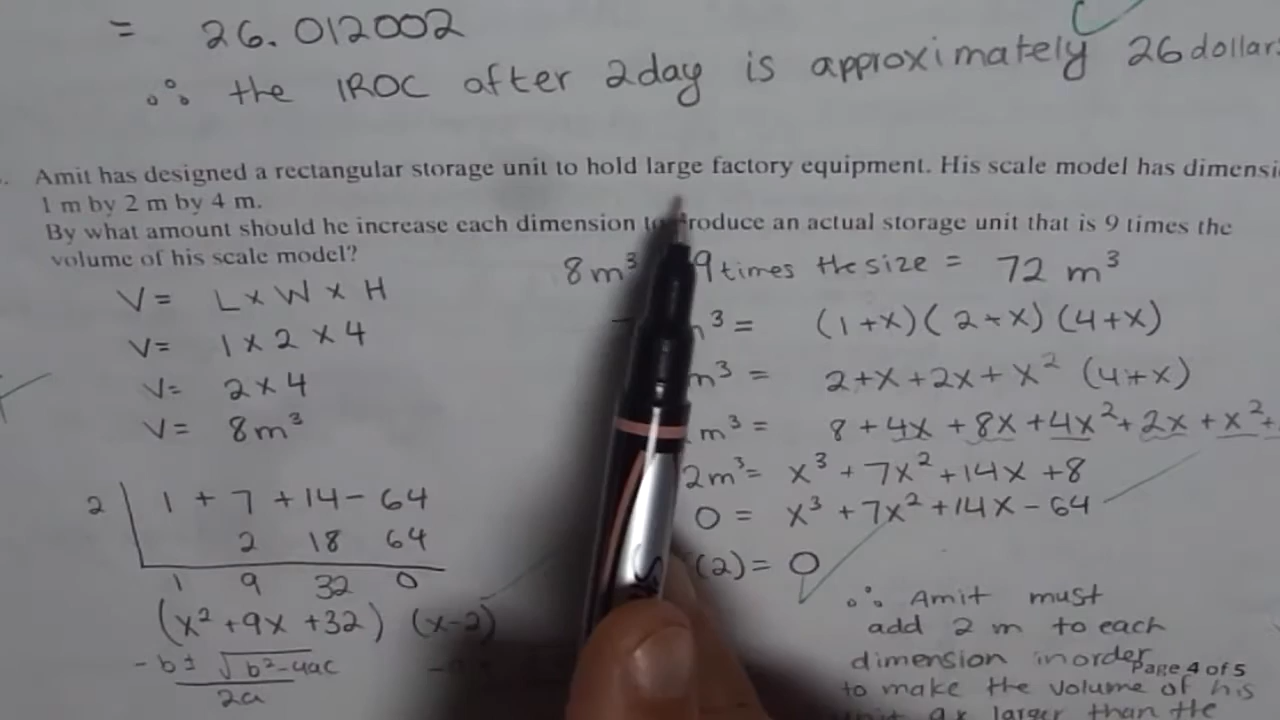 = 26.012002
∴ the IROC after 2day is approximately 26 dollar
Amit has designed a rectangular storage unit to hold large factory equipment. His scale model has dimensi
1 m by 2 m by 4 m.
By what amount should he increase each dimension to produce an actual storage unit that is 9 times the
volume of his scale model?
8m³ 9 times the size = 72 m³
V = L x W x H
V = 1 x 2 x 4
V = 2 x 4
V = 8m³
m³ = (1+x)(2+x)(4+x)
m³ = 2+x+2x+x² (4+x)
m³ = 8+4x+8x+4x²+2x+x²+
2m³ = x³+7x²+14x+8
0 = x³+7x²+14x-64
(2) = 0
2 | 1 + 7 + 14 - 64
2 18 64
1 9 32 0
(x²+9x+32) (x-2)
-b ± √b²-4ac
2a
∴ Amit must
add 2 m to each
dimension inorder
Page 4 of 5
to make the volume of his
larger than the